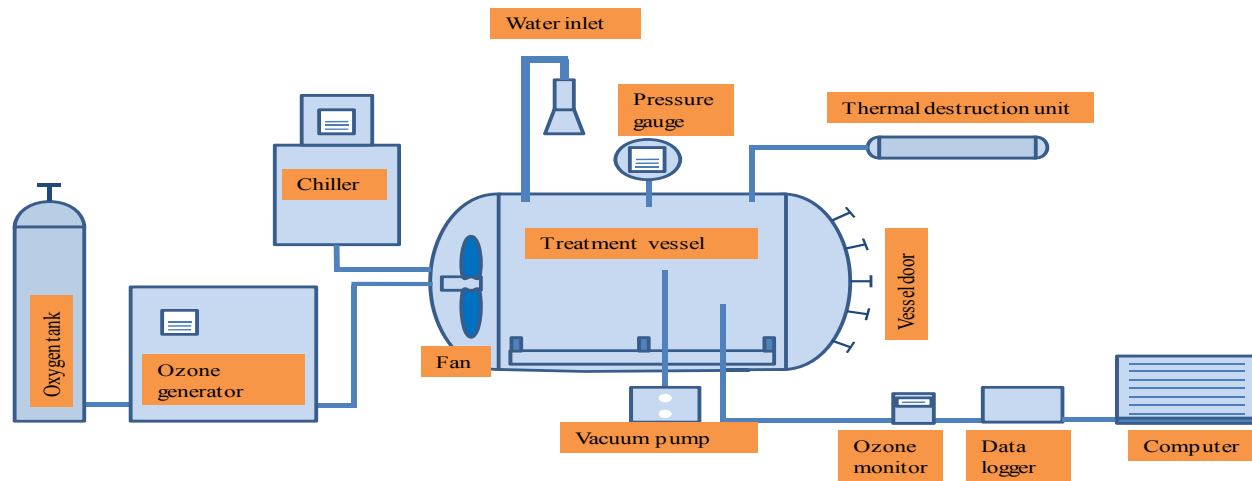 Water inlet
Pressure
gauge
Thermal destruction unit
Chiller
Treatment vessel
Vessel door
Oxygen tank
Ozone
generator
Fan
Vacuum pump
Ozone
monitor
Data
logger
Computer